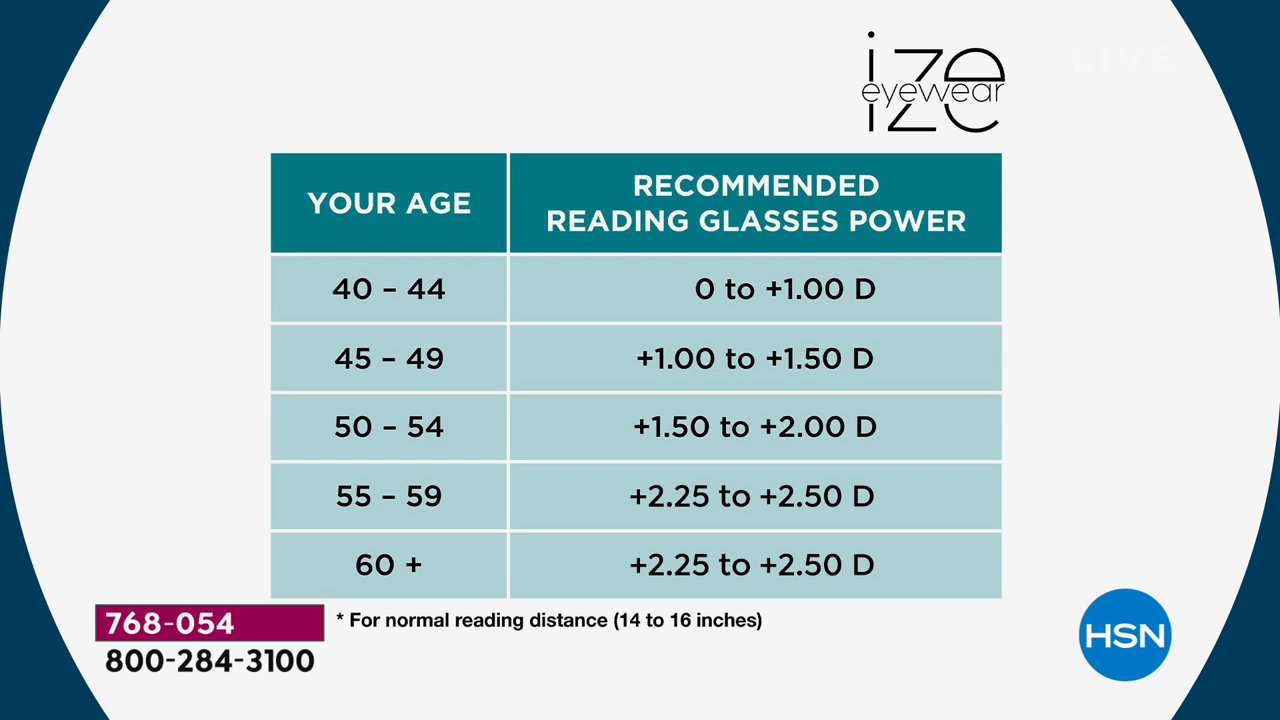 ize
eyewear
LIVE
YOUR AGE
RECOMMENDED
READING GLASSES POWER
40 – 44
0 to +1.00 D
45 – 49
+1.00 to +1.50 D
50 – 54
+1.50 to +2.00 D
55 – 59
+2.25 to +2.50 D
60 +
+2.25 to +2.50 D
* For normal reading distance (14 to 16 inches)
768-054
800-284-3100
HSN